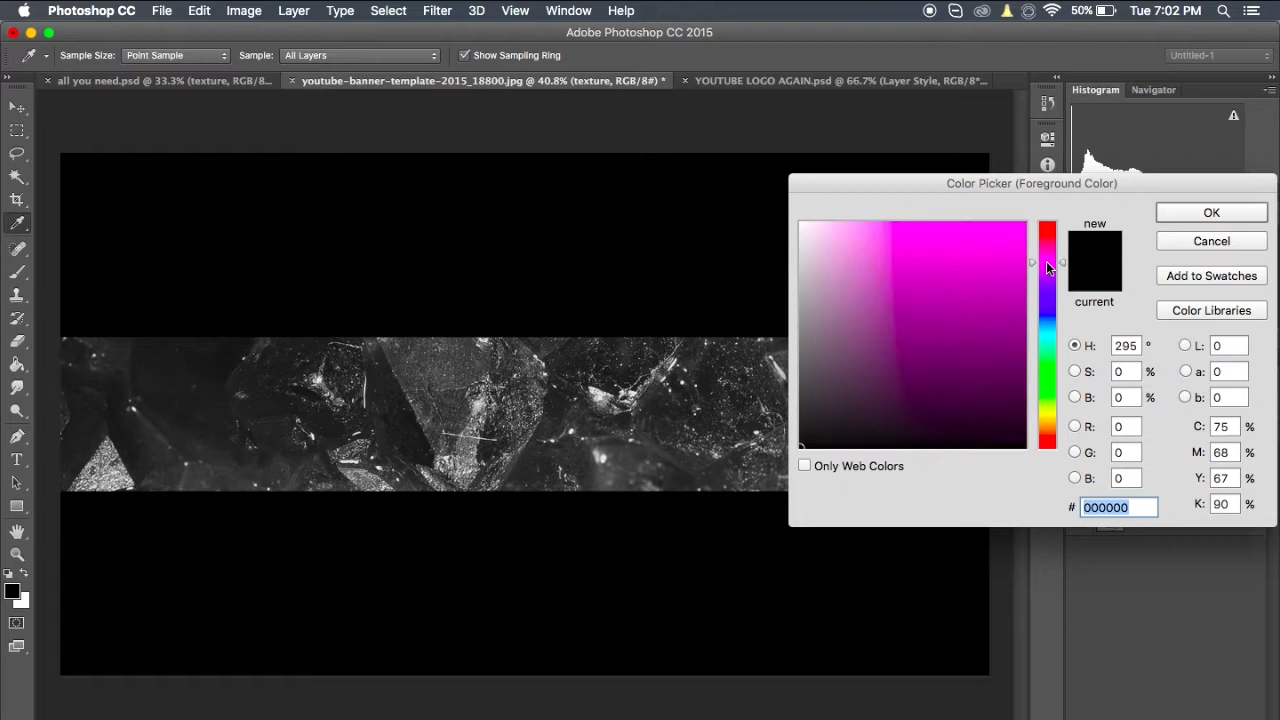 Photoshop CC File Edit Image Layer Type Select Filter 3D View Window Help 50% Tue 7:02 PM
Adobe Photoshop CC 2015
Sample Size: Point Sample Sample: All Layers Show Sampling Ring Untitled-1
all you need.psd @ 33.3% (texture, RGB/8... youtube-banner-template-2015_18800.jpg @ 40.8% (texture, RGB/8#) * YOUTUBE LOGO AGAIN.psd @ 66.7% (Layer Style, RGB/8*...
Histogram Navigator
Color Picker (Foreground Color)
OK
new
Cancel
Add to Swatches
current
Color Libraries
H: 295 ° L: 0
S: 0 % a: 0
B: 0 % b: 0
R: 0 C: 75 %
G: 0 M: 68 %
Only Web Colors
B: 0 Y: 67 %
# 000000 K: 90 %